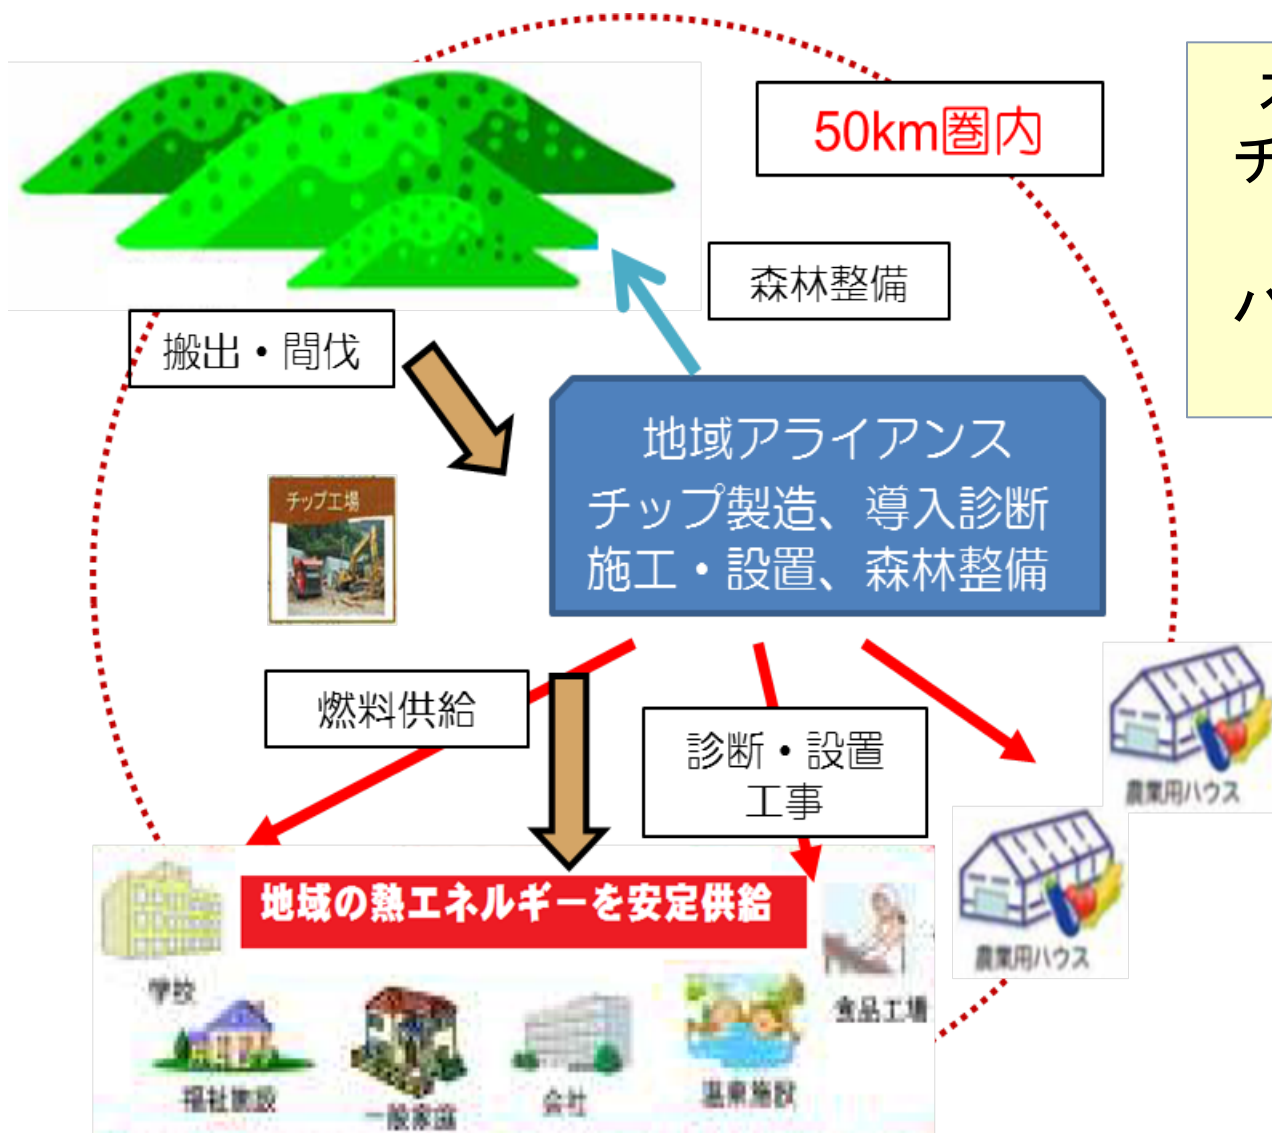 50km圏内
森林整備
搬出・間伐
地域アライアンス
チップ製造、導入診断
施工・設置、森林整備
チップ工場
燃料供給
診断・設置
工事
農業用ハウス
農業用ハウス
地域の熱エネルギーを安定供給
学校
食品工場
福祉施設
一般家庭
会社
温泉施設
チ